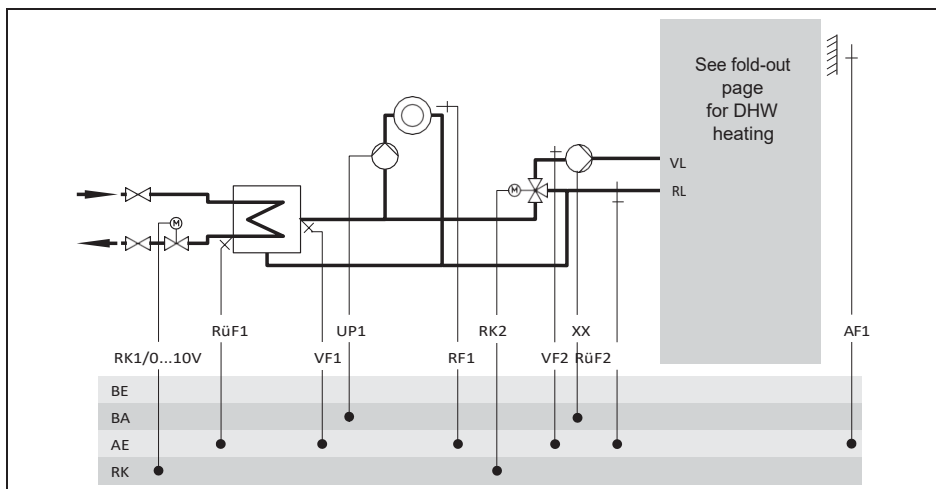 See fold-out
page
for DHW
heating
VL
RL
M
M
RüF1 UP1 RK2 XX AF1
RK1/0...10V VF1 RF1 VF2 RüF2
BE
BA
AE
RK